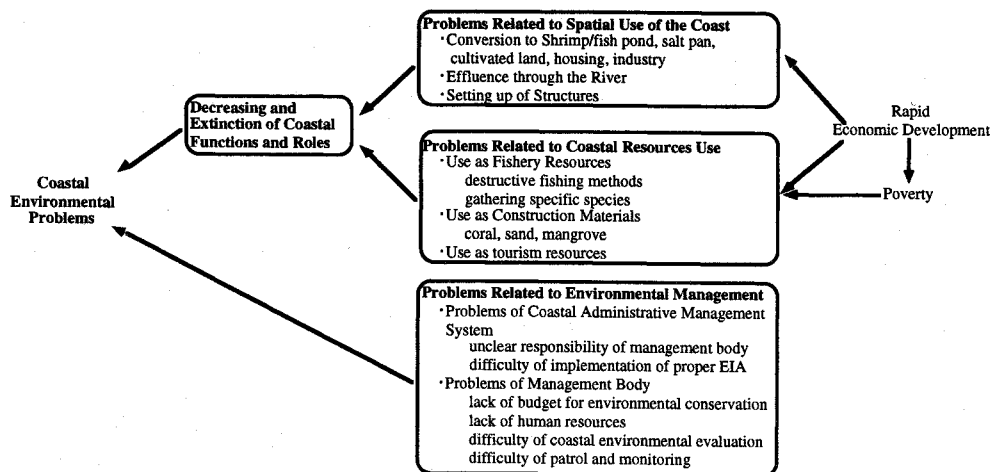 Problems Related to Spatial Use of the Coast
・Conversion to Shrimp/fish pond, salt pan,
cultivated land, housing, industry
・Effluence through the River
・Setting up of Structures
Decreasing and
Extinction of Coastal
Functions and Roles
Rapid
Economic Development
Problems Related to Coastal Resources Use
・Use as Fishery Resources
destructive fishing methods
gathering specific species
・Use as Construction Materials
coral, sand, mangrove
・Use as tourism resources
Poverty
Coastal
Environmental
Problems
Problems Related to Environmental Management
・Problems of Coastal Administrative Management
System
unclear responsibility of management body
difficulty of implementation of proper EIA
・Problems of Management Body
lack of budget for environmental conservation
lack of human resources
difficulty of coastal environmental evaluation
difficulty of patrol and monitoring